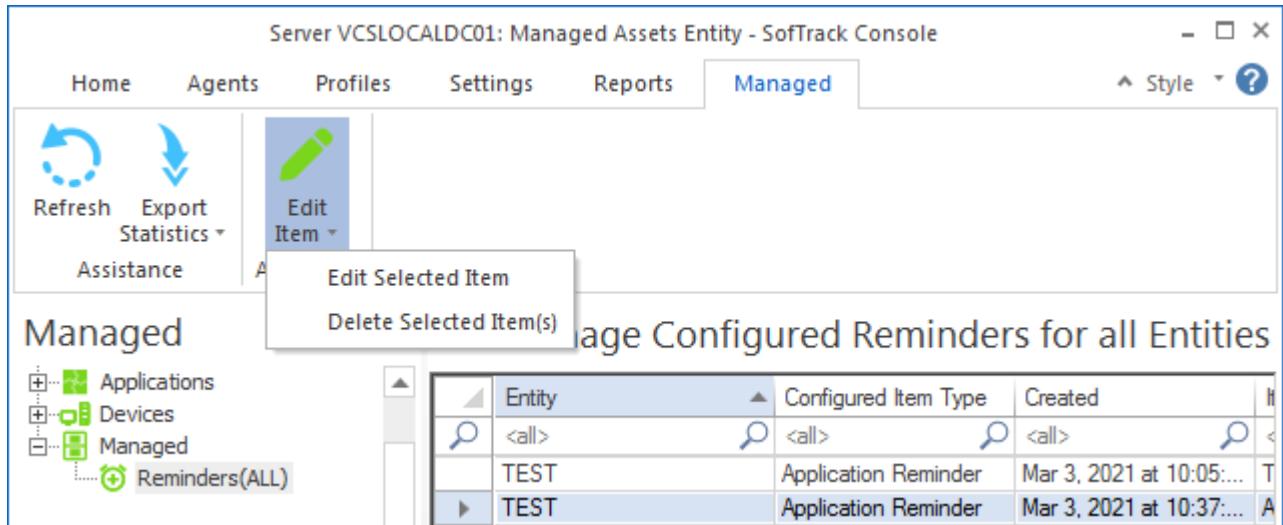 Server VCSLOCALDC01: Managed Assets Entity - SofTrack Console
Home Agents Profiles Settings Reports Managed Style ?
Refresh Export Statistics Edit Item
Assistance A
Edit Selected Item
Delete Selected Item(s)
Managed
age Configured Reminders for all Entities
Applications
Devices
Managed
Reminders(ALL)
Entity Configured Item Type Created
<all> <all> <all>
TEST Application Reminder Mar 3, 2021 at 10:05:... T
TEST Application Reminder Mar 3, 2021 at 10:37:... A